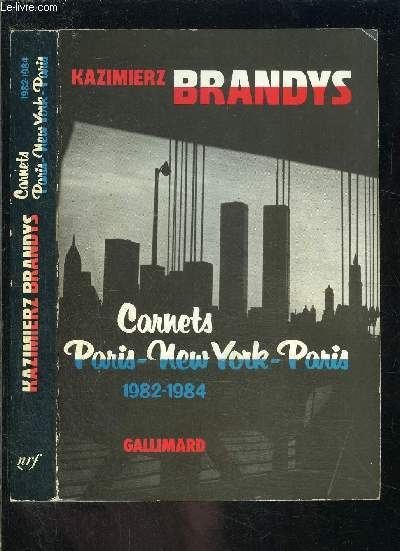 © Le-livre.com
KAZIMIERZ BRANDYS
Carnets
Paris-New York-Paris
1982-1984
GALLIMARD
KAZIMIERZ BRANDYS
Carnets
Paris-New York-Paris
1982-1984
nrf